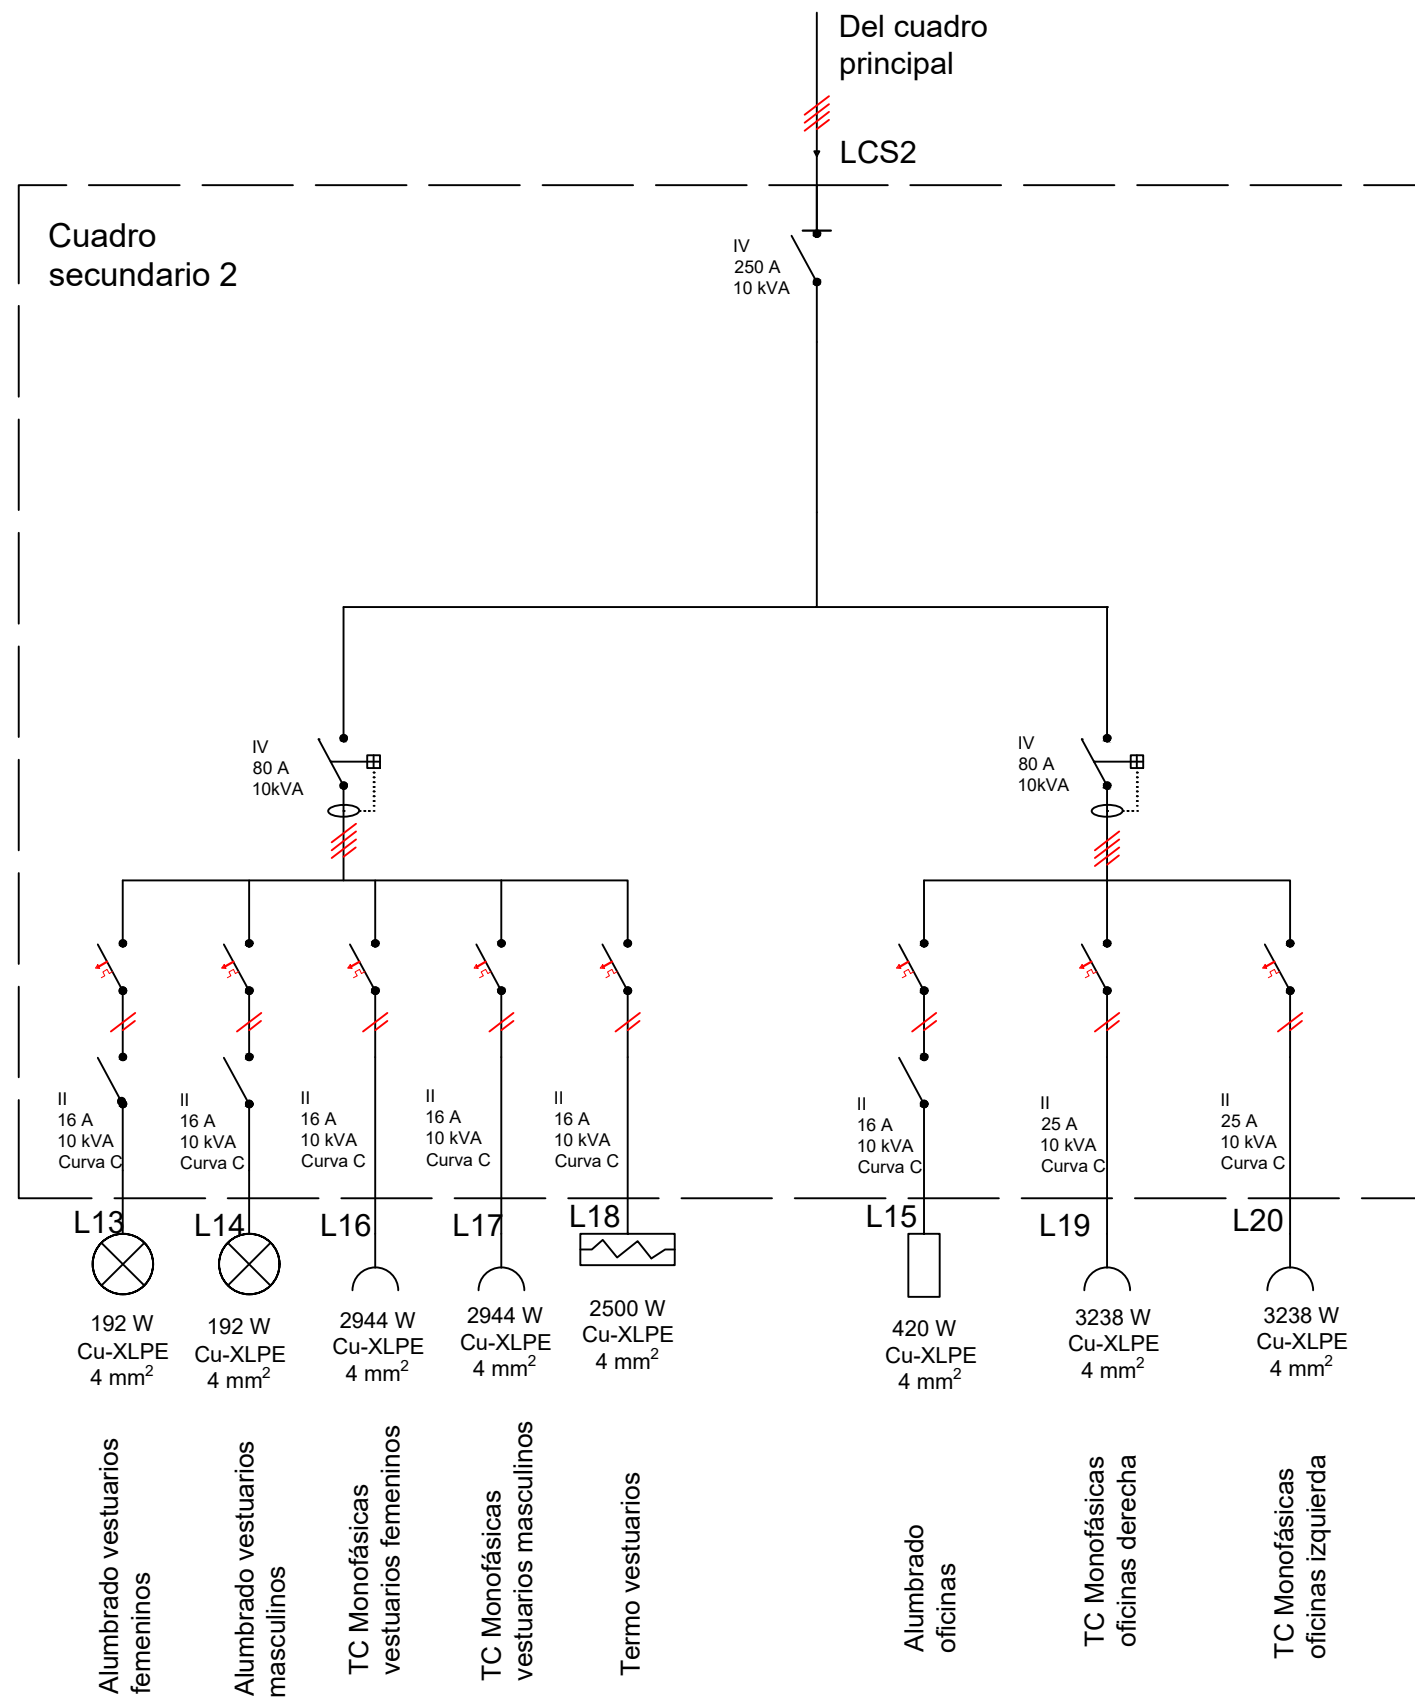 Del cuadro
principal
LCS2
Cuadro
secundario 2
IV
250 A
10 kVA
IV
80 A
10kVA
IV
80 A
10kVA
II
16 A
10 kVA
Curva C
II
16 A
10 kVA
Curva C
II
16 A
10 kVA
Curva C
II
16 A
10 kVA
Curva C
II
16 A
10 kVA
Curva C
II
16 A
10 kVA
Curva C
II
25 A
10 kVA
Curva C
II
25 A
10 kVA
Curva C
L13
L14
L16
L17
L18
L15
L19
L20
192 W
Cu-XLPE
4 mm²
192 W
Cu-XLPE
4 mm²
2944 W
Cu-XLPE
4 mm²
2944 W
Cu-XLPE
4 mm²
2500 W
Cu-XLPE
4 mm²
420 W
Cu-XLPE
4 mm²
3238 W
Cu-XLPE
4 mm²
3238 W
Cu-XLPE
4 mm²
Alumbrado vestuarios
femeninos
Alumbrado vestuarios
masculinos
TC Monofásicas
vestuarios femeninos
TC Monofásicas
vestuarios masculinos
Termo vestuarios
Alumbrado
oficinas
TC Monofásicas
oficinas derecha
TC Monofásicas
oficinas izquierda